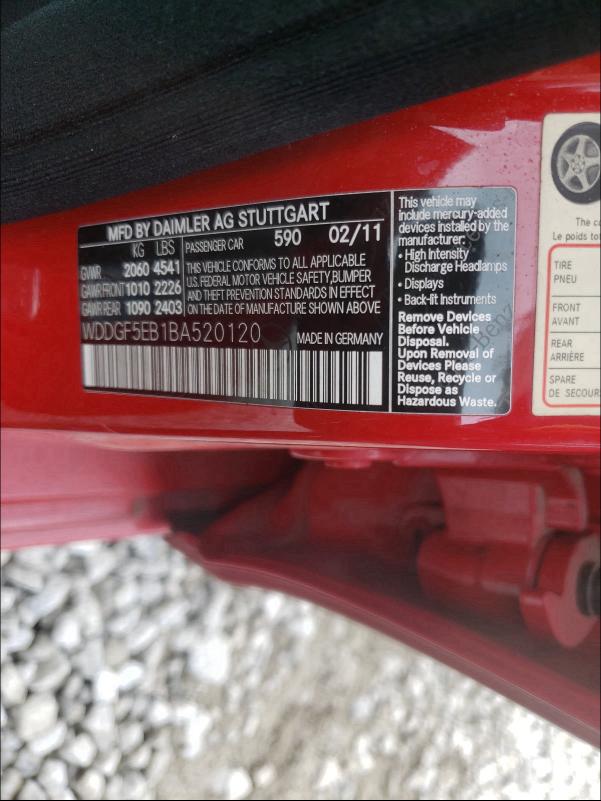 MFD BY DAIMLER AG STUTTGART
KG LBS
GVWR 2060 4541
GAWR FRONT 1010 2226
GAWR REAR 1090 2403
PASSENGER CAR 590 02/11
THIS VEHICLE CONFORMS TO ALL APPLICABLE
U.S. FEDERAL MOTOR VEHICLE SAFETY, BUMPER
AND THEFT PREVENTION STANDARDS IN EFFECT
ON THE DATE OF MANUFACTURE SHOWN ABOVE
WDDGF5EB1BA520120
MADE IN GERMANY
This vehicle may
include mercury-added
devices installed by the
manufacturer:
• High Intensity
Discharge Headlamps
• Displays
• Back-lit Instruments
Remove Devices
Before Vehicle
Disposal.
Upon Removal of
Devices Please
Reuse, Recycle or
Dispose as
Hazardous Waste.
The c
Le poids to
TIRE
PNEU
FRONT
AVANT
REAR
ARRIÈRE
SPARE
DE SECOUR